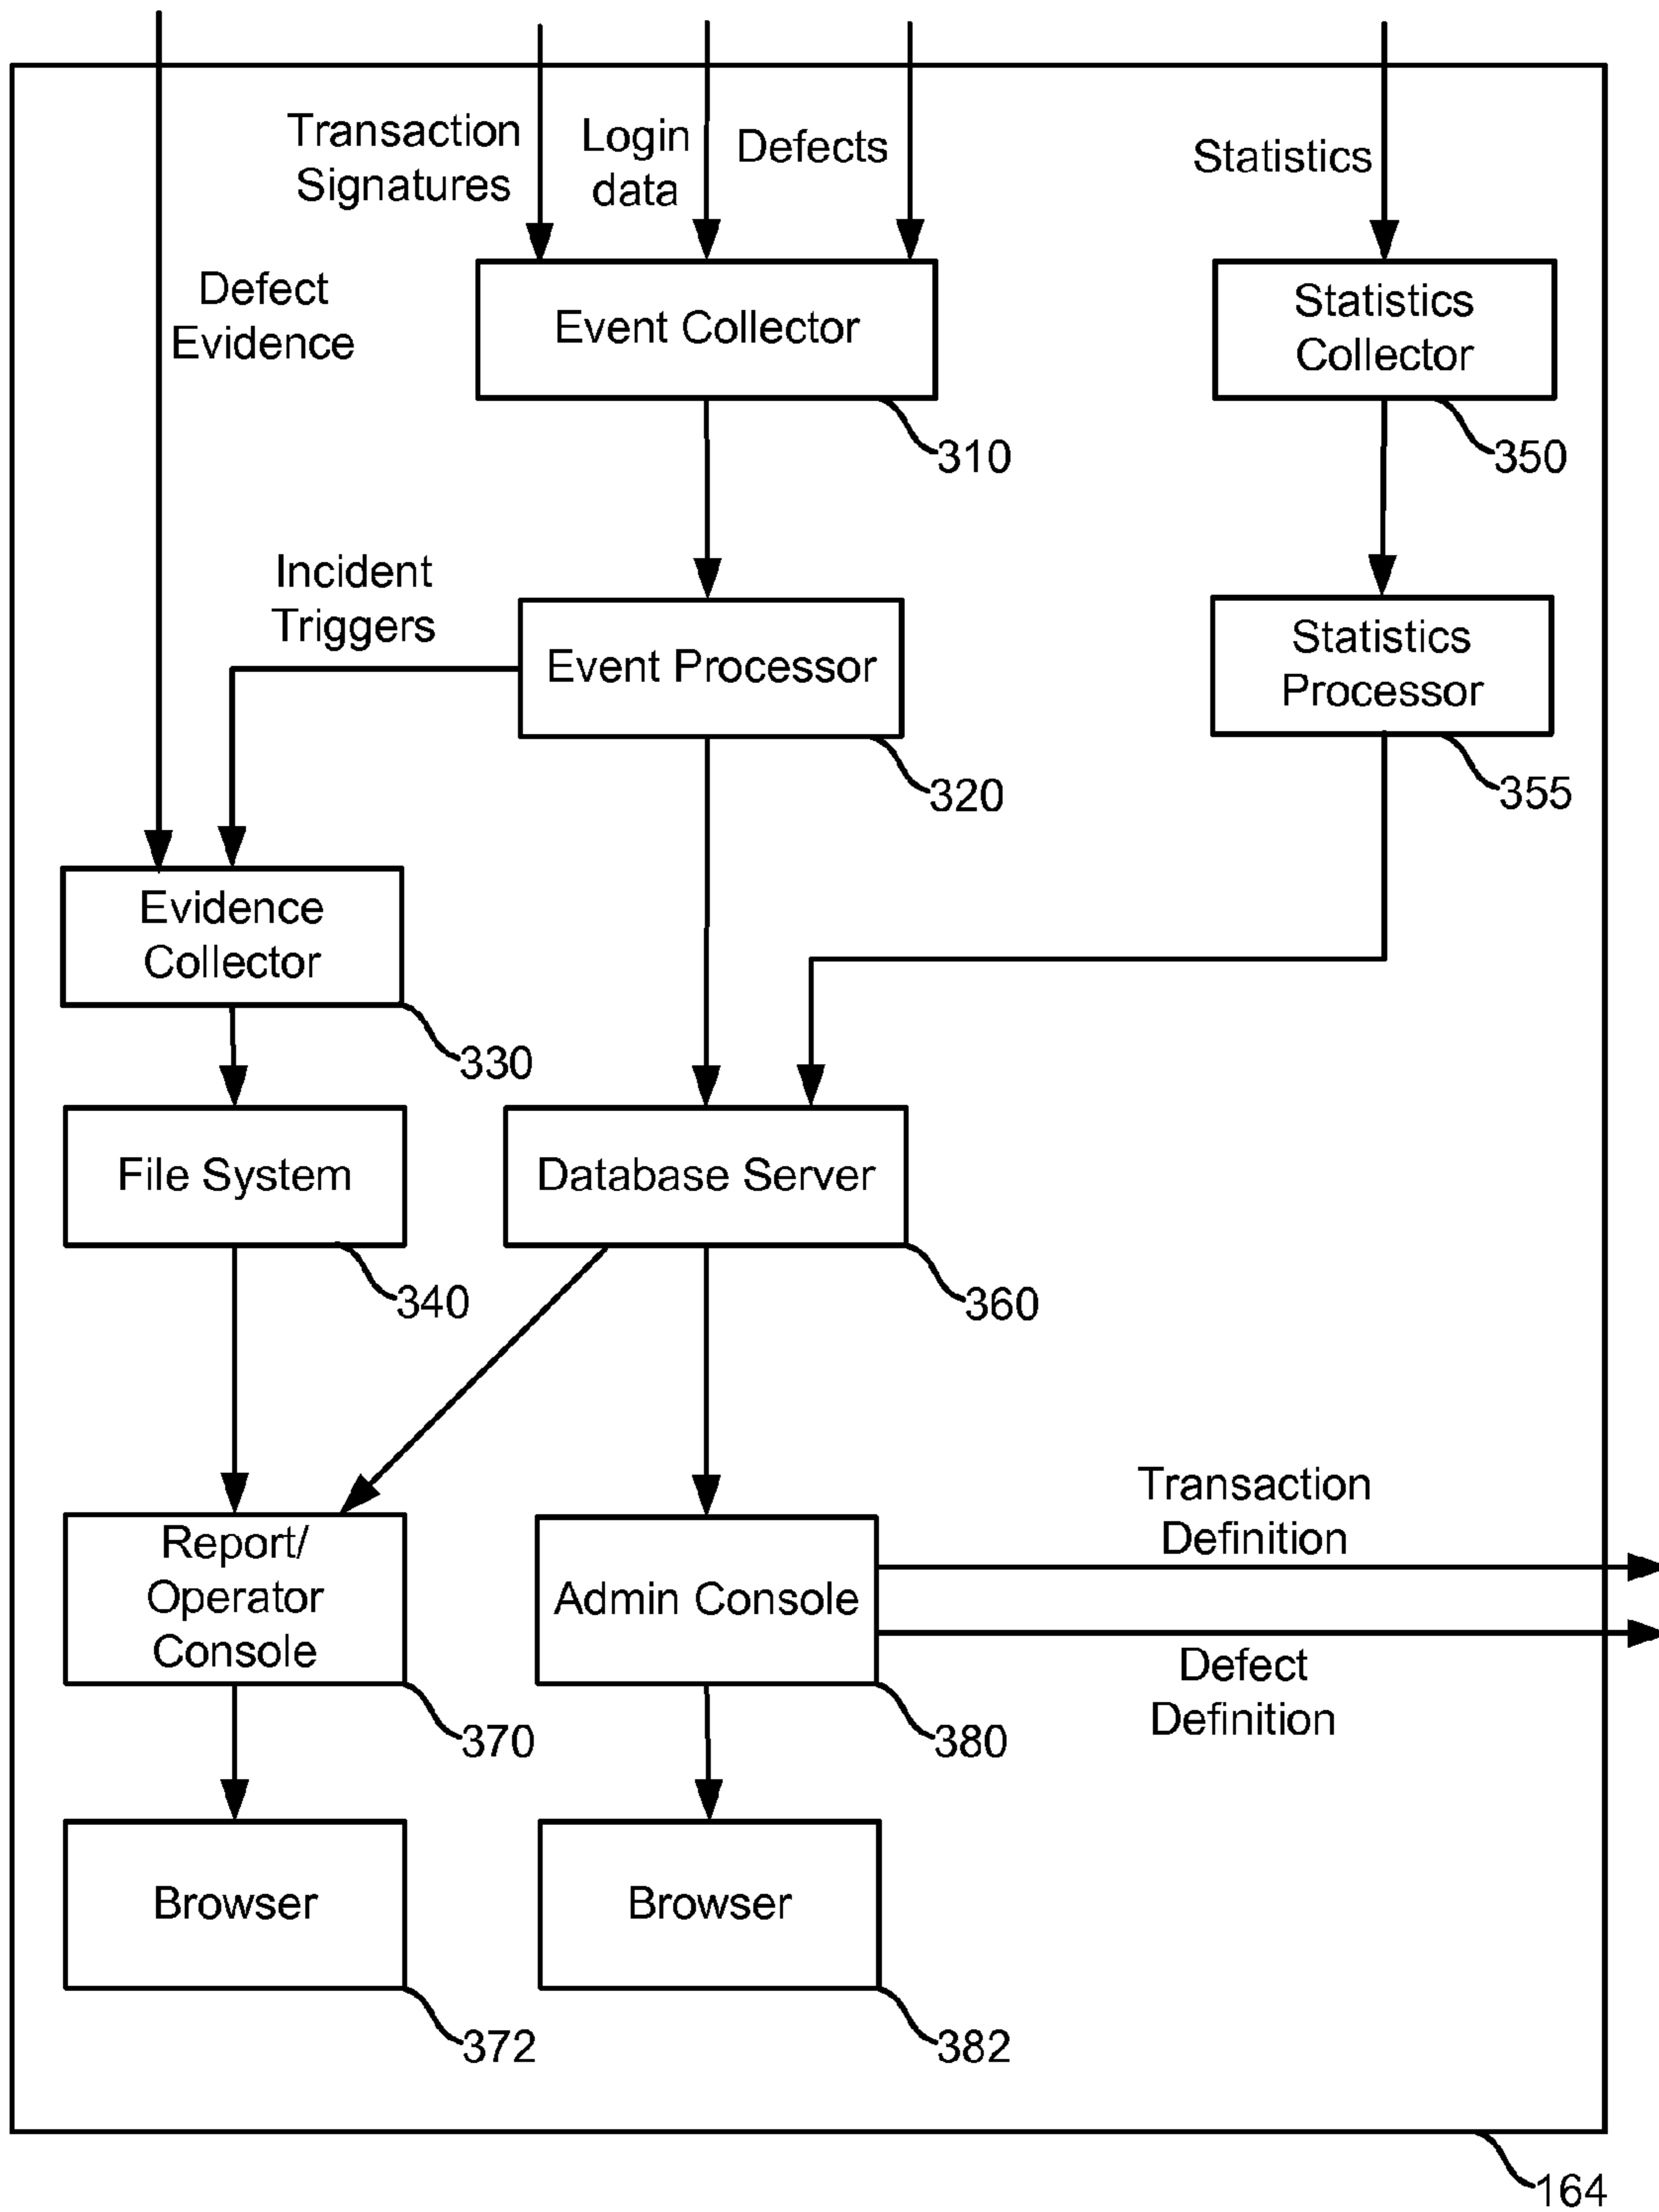 Transaction
Signatures
Login
data
Defects
Statistics
Defect
Evidence
Event Collector
310
Statistics
Collector
350
Incident
Triggers
Event Processor
320
Statistics
Processor
355
Evidence
Collector
330
File System
340
Database Server
360
Report/
Operator
Console
370
Admin Console
380
Transaction
Definition
Defect
Definition
Browser
372
Browser
382
164